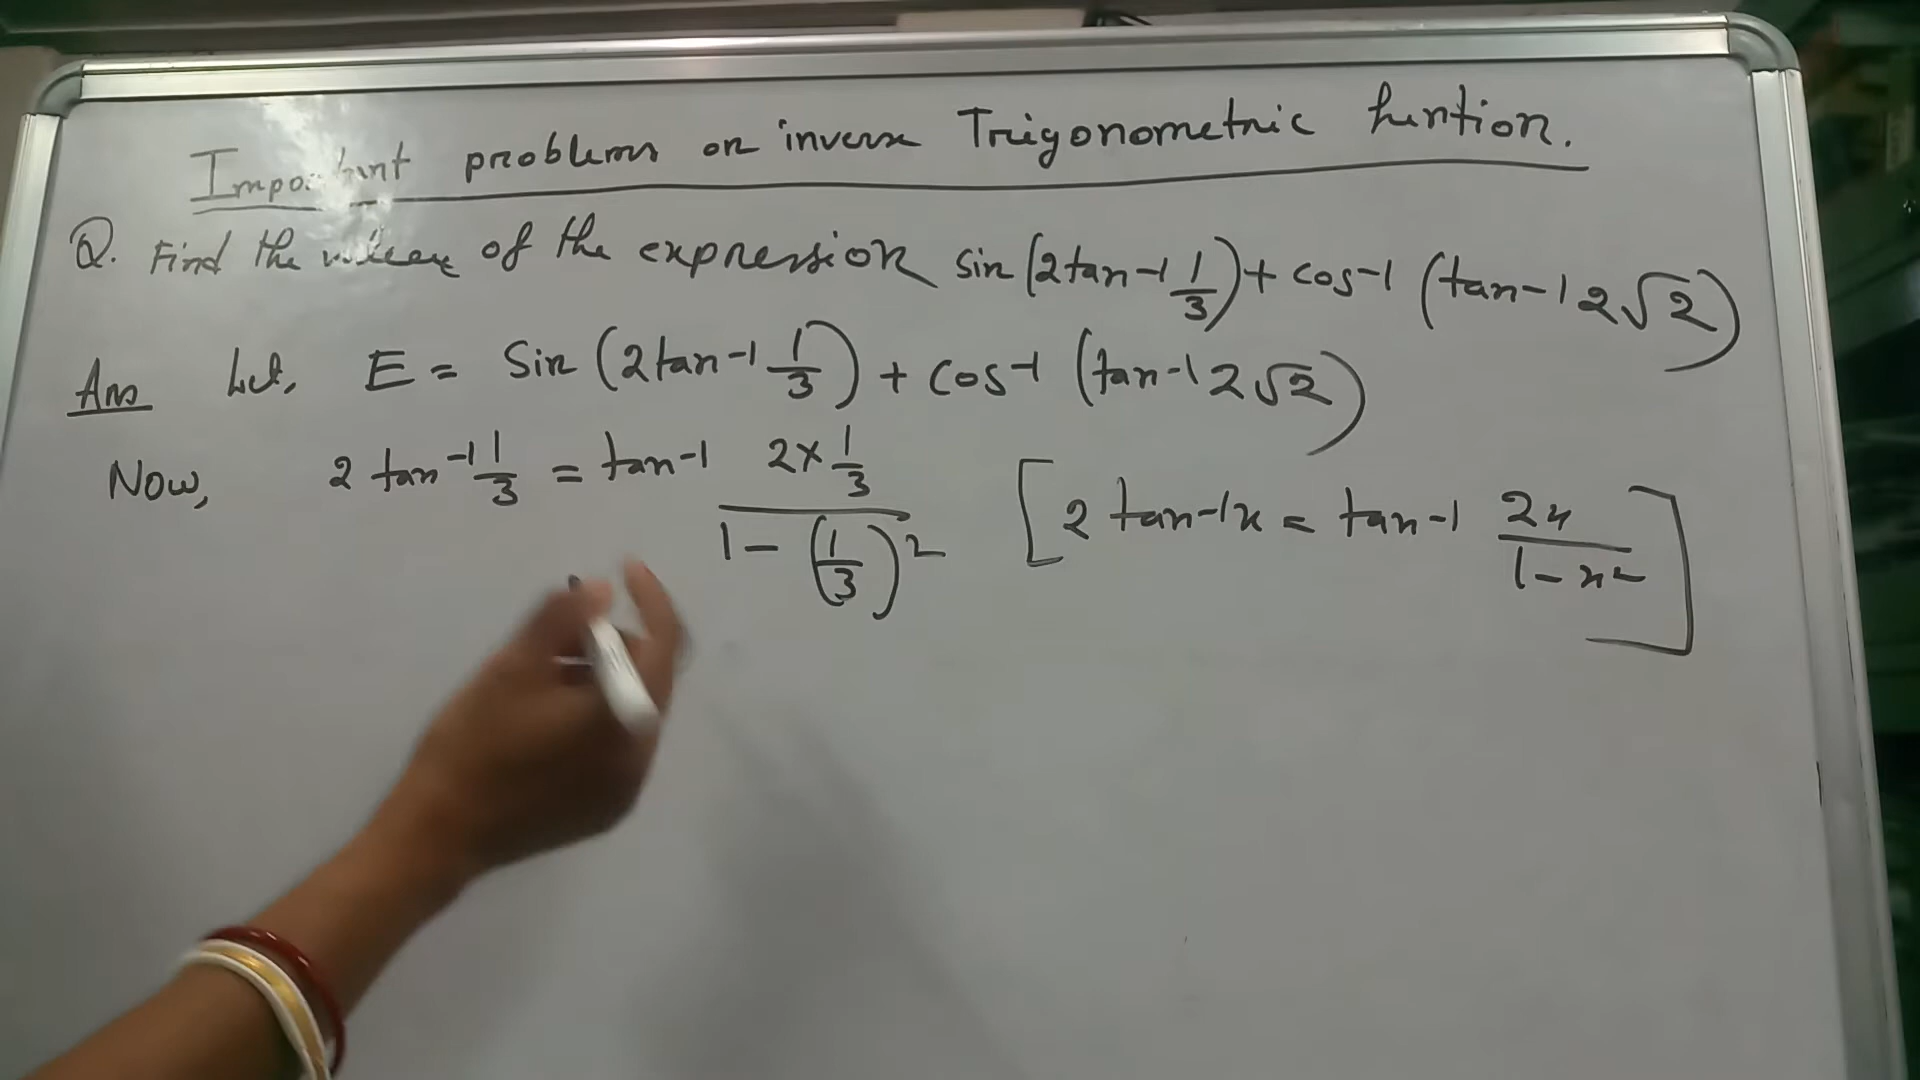 Important problems on inverse Trigonometric funtion.
Q. Find the value of the expression sin (2tan-1 1/3) + cos-1 (tan-1 2√2)
Ans Let, E = Sin (2tan-1 1/3) + cos-1 (tan-1 2√2)
Now, 2 tan-1 1/3 = tan-1 (2 × 1/3)/(1 - (1/3)2) [2 tan-1x = tan-1 2x/(1-x2)]